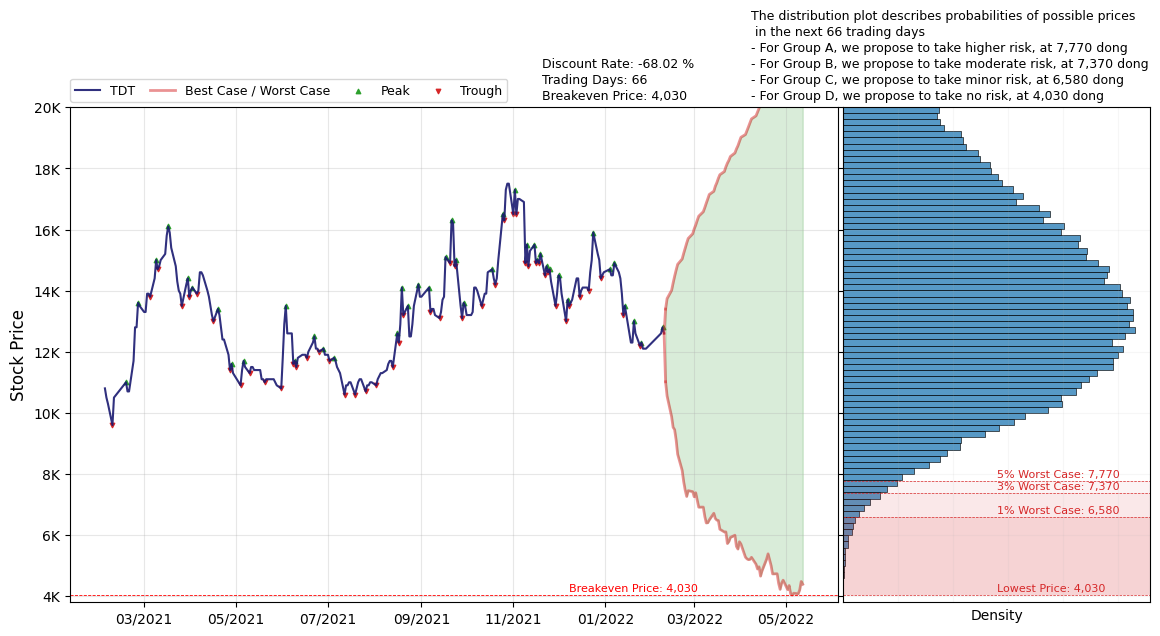 The distribution plot describes probabilities of possible prices
in the next 66 trading days
- For Group A, we propose to take higher risk, at 7,770 dong
- For Group B, we propose to take moderate risk, at 7,370 dong
- For Group C, we propose to take minor risk, at 6,580 dong
- For Group D, we propose to take no risk, at 4,030 dong
Discount Rate: -68.02 %
Trading Days: 66
Breakeven Price: 4,030
TDT
Best Case / Worst Case
Peak
Trough
Stock Price
20K
18K
16K
14K
12K
10K
8K
6K
4K
03/2021
05/2021
07/2021
09/2021
11/2021
01/2022
03/2022
05/2022
Breakeven Price: 4,030
5% Worst Case: 7,770
3% Worst Case: 7,370
1% Worst Case: 6,580
Lowest Price: 4,030
Density